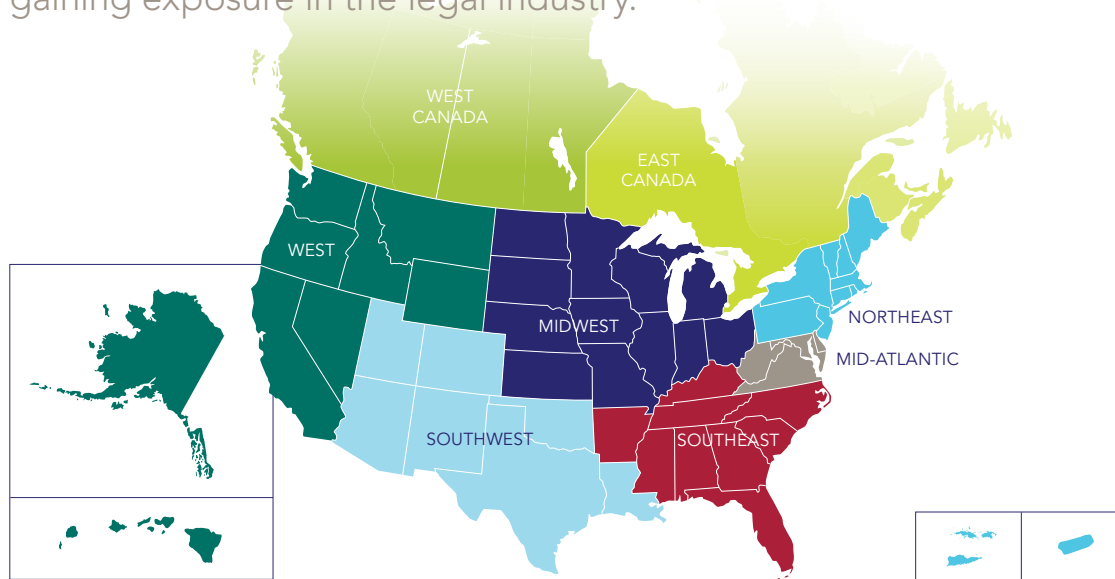 gaining exposure in the legal industry.
WEST
CANADA
EAST
CANADA
WEST
MIDWEST
NORTHEAST
MID-ATLANTIC
SOUTHWEST
SOUTHEAST